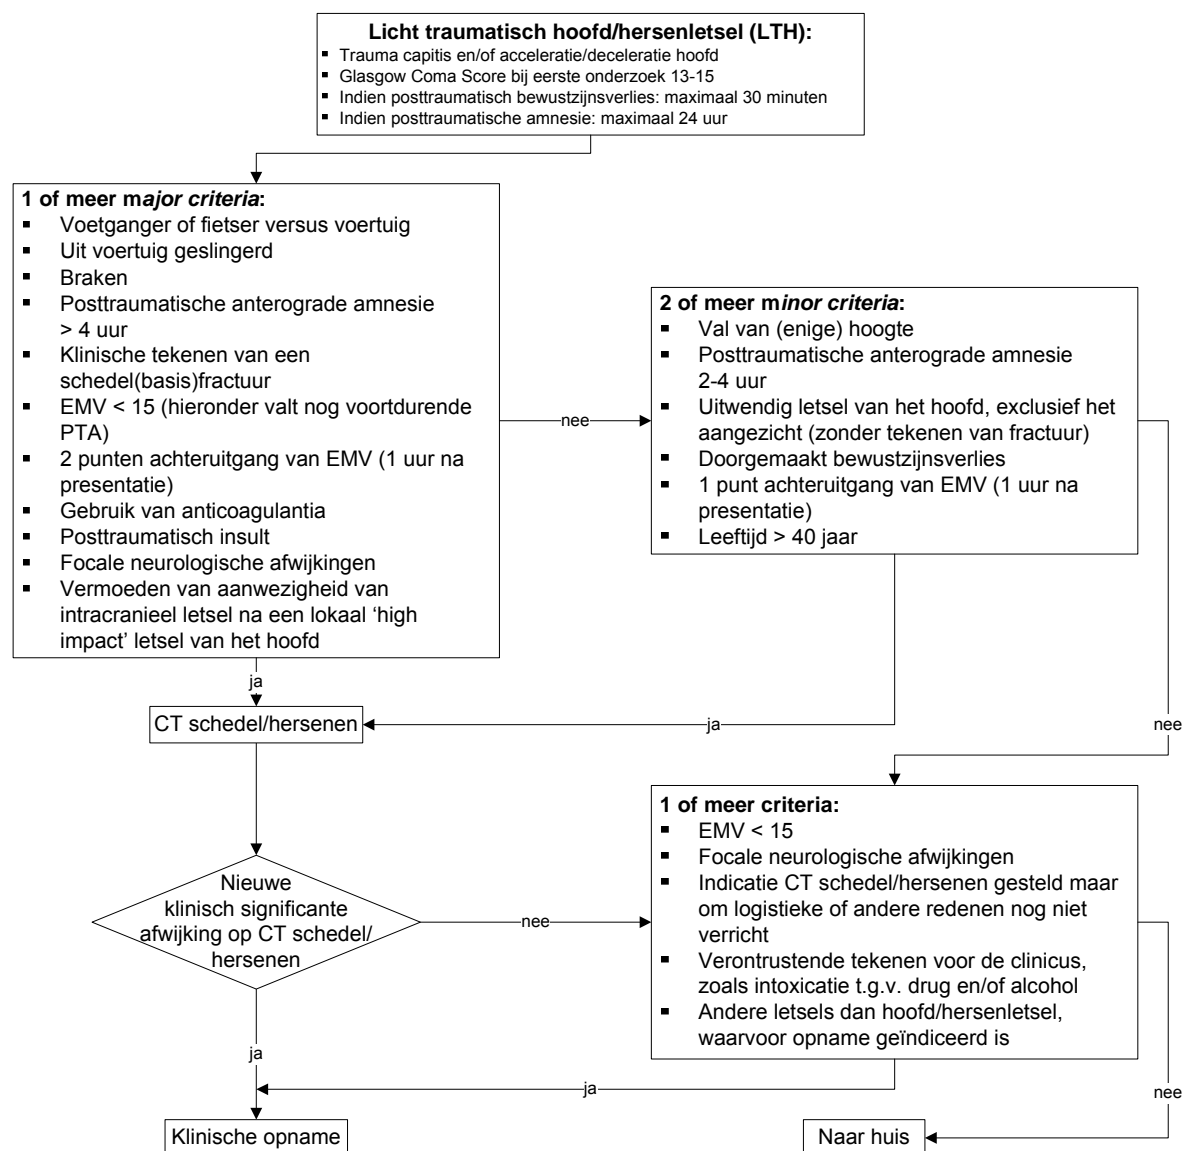 Licht traumatisch hoofd/hersenletsel (LTH):
▪ Trauma capitis en/of acceleratie/deceleratie hoofd
▪ Glasgow Coma Score bij eerste onderzoek 13-15
▪ Indien posttraumatisch bewustzijnsverlies: maximaal 30 minuten
▪ Indien posttraumatische amnesie: maximaal 24 uur
1 of meer major criteria:
▪ Voetganger of fietser versus voertuig
▪ Uit voertuig geslingerd
▪ Braken
▪ Posttraumatische anterograde amnesie
> 4 uur
▪ Klinische tekenen van een
schedel(basis)fractuur
▪ EMV < 15 (hieronder valt nog voortdurende
PTA)
▪ 2 punten achteruitgang van EMV (1 uur na
presentatie)
▪ Gebruik van anticoagulantia
▪ Posttraumatisch insult
▪ Focale neurologische afwijkingen
▪ Vermoeden van aanwezigheid van
intracranieel letsel na een lokaal ‘high
impact’ letsel van het hoofd
nee
2 of meer minor criteria:
▪ Val van (enige) hoogte
▪ Posttraumatische anterograde amnesie
2-4 uur
▪ Uitwendig letsel van het hoofd, exclusief het
aangezicht (zonder tekenen van fractuur)
▪ Doorgemaakt bewustzijnsverlies
▪ 1 punt achteruitgang van EMV (1 uur na
presentatie)
▪ Leeftijd > 40 jaar
ja
CT schedel/hersenen
ja
nee
1 of meer criteria:
▪ EMV < 15
▪ Focale neurologische afwijkingen
▪ Indicatie CT schedel/hersenen gesteld maar
om logistieke of andere redenen nog niet
verricht
▪ Verontrustende tekenen voor de clinicus,
zoals intoxicatie t.g.v. drug en/of alcohol
▪ Andere letsels dan hoofd/hersenletsel,
waarvoor opname geïndiceerd is
Nieuwe
klinisch significante
afwijking op CT schedel/
hersenen
nee
ja
ja
nee
Klinische opname
Naar huis